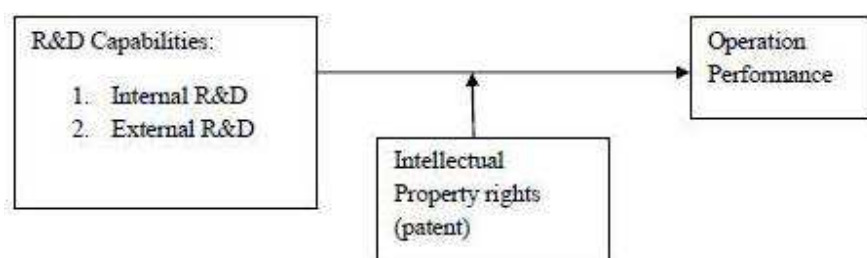 R&D Capabilities:
1. Internal R&D
2. External R&D
Operation
Performance
Intellectual
Property rights
(patent)